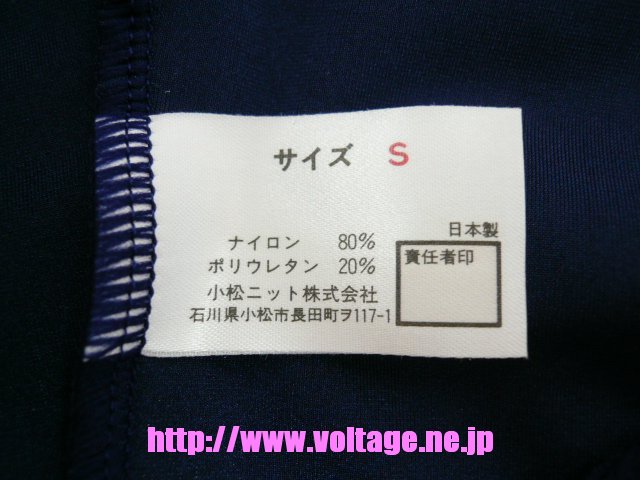 サイズ S
日本製
ナイロン 80%
ポリウレタン 20%
責任者印
小松ニット株式会社
石川県小松市長田町ヲ117-1
http://www.voltage.ne.jp